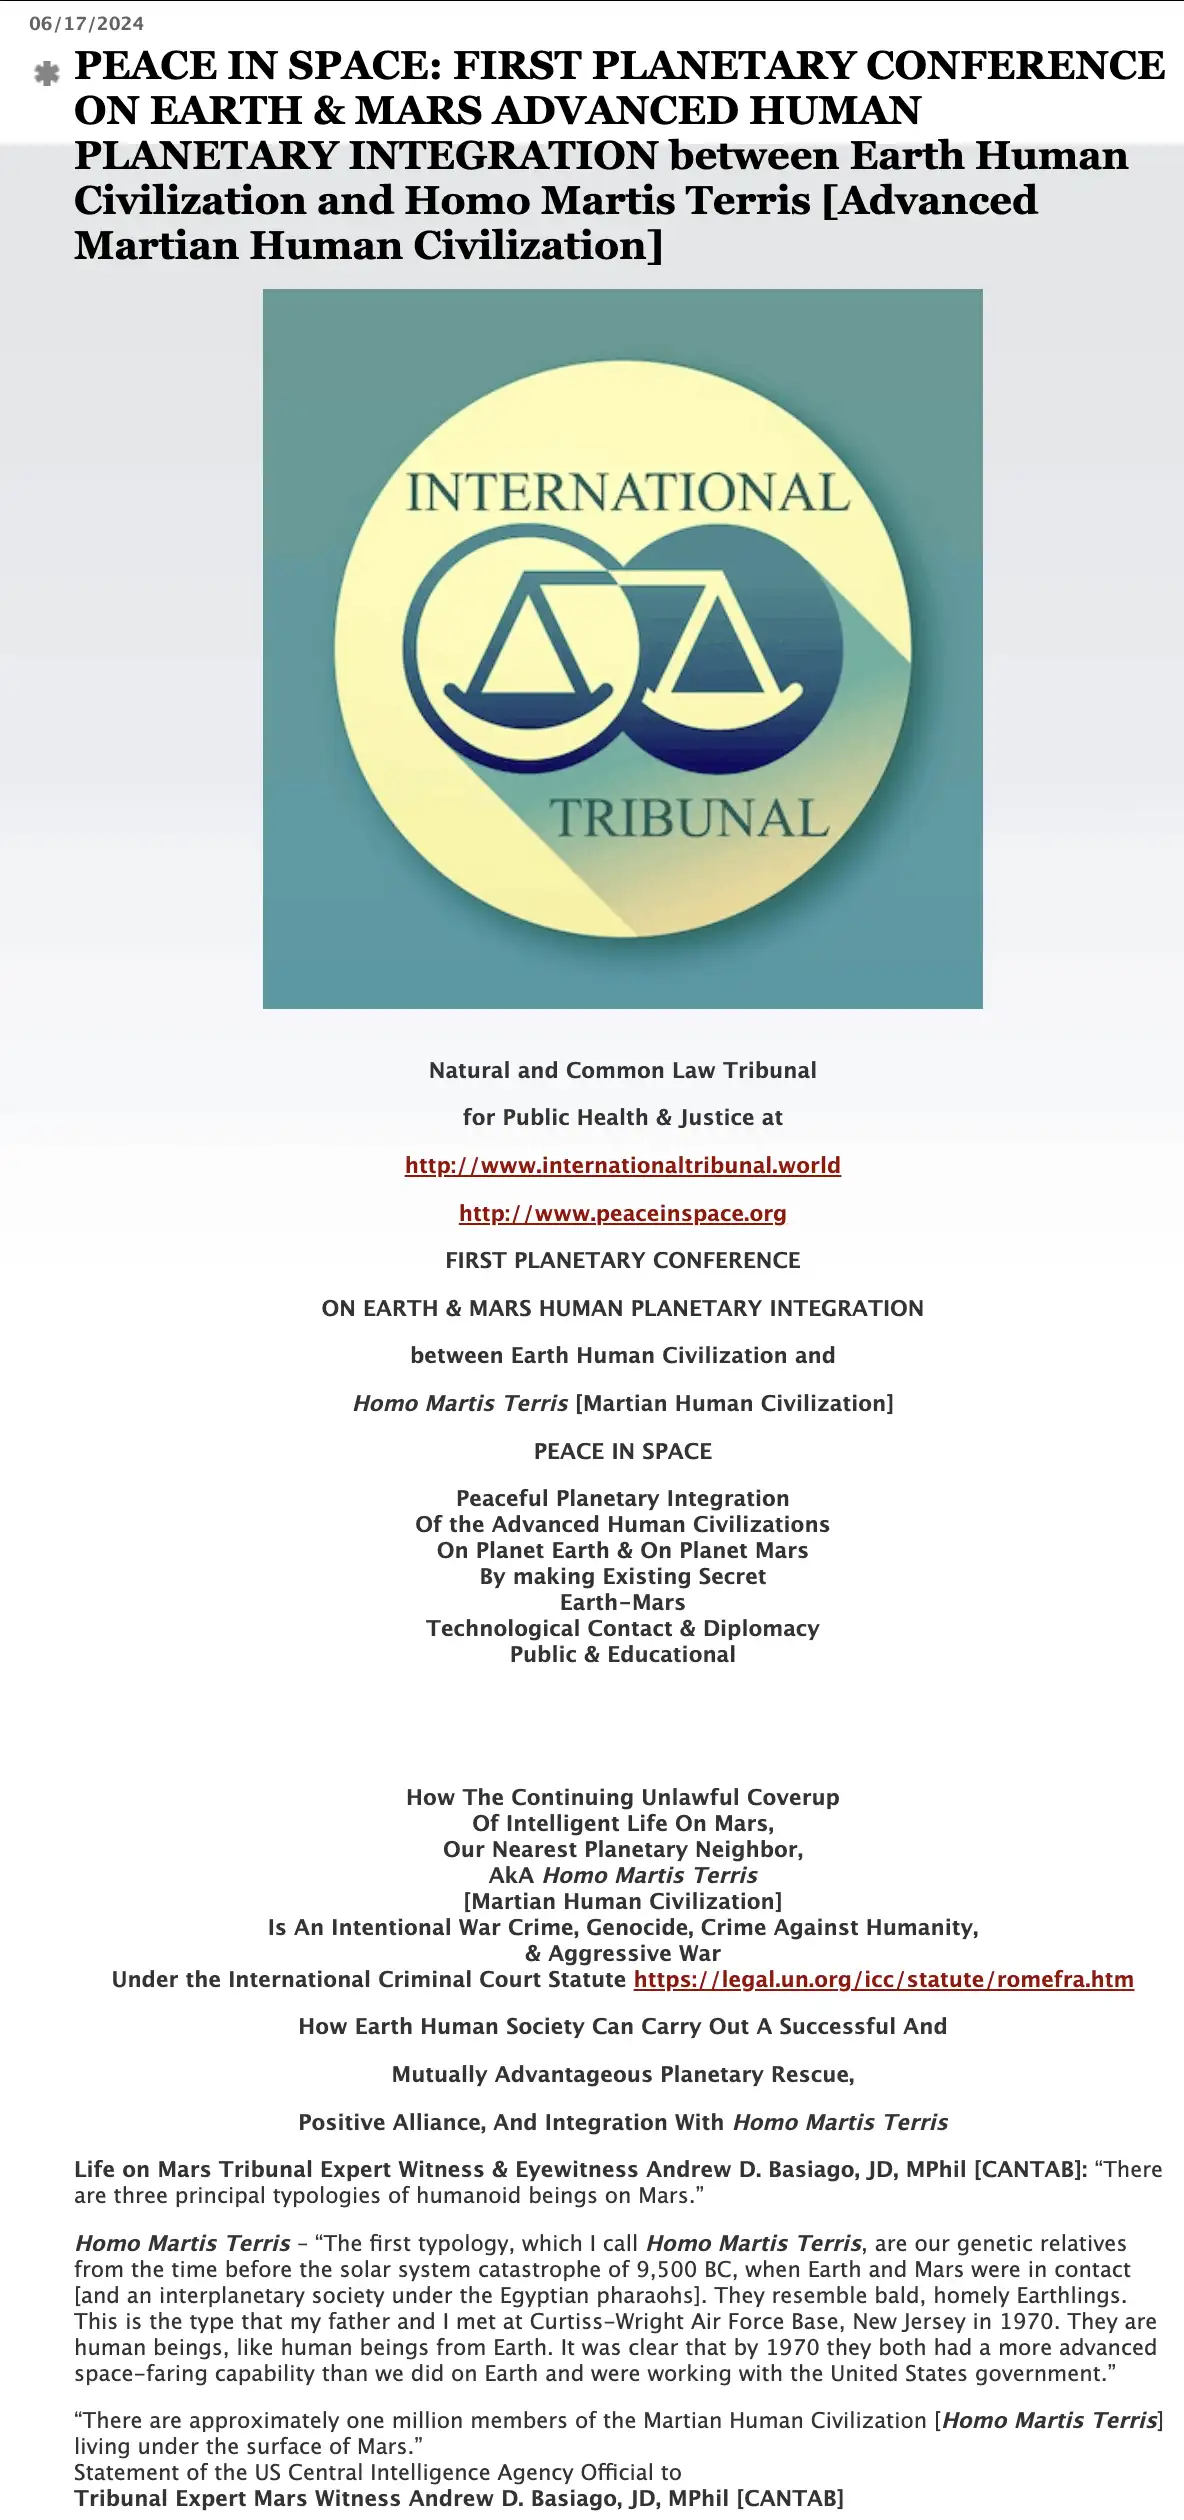 06/17/2024
PEACE IN SPACE: FIRST PLANETARY CONFERENCE
ON EARTH & MARS ADVANCED HUMAN
PLANETARY INTEGRATION between Earth Human
Civilization and Homo Martis Terris [Advanced
Martian Human Civilization]
INTERNATIONAL
TRIBUNAL
Natural and Common Law Tribunal
for Public Health & Justice at
http://www.internationaltribunal.world
http://www.peaceinspace.org
FIRST PLANETARY CONFERENCE
ON EARTH & MARS HUMAN PLANETARY INTEGRATION
between Earth Human Civilization and
Homo Martis Terris [Martian Human Civilization]
PEACE IN SPACE
Peaceful Planetary Integration
Of the Advanced Human Civilizations
On Planet Earth & On Planet Mars
By making Existing Secret
Earth-Mars
Technological Contact & Diplomacy
Public & Educational
How The Continuing Unlawful Coverup
Of Intelligent Life On Mars,
Our Nearest Planetary Neighbor,
AkA Homo Martis Terris
[Martian Human Civilization]
Is An Intentional War Crime, Genocide, Crime Against Humanity,
& Aggressive War
Under the International Criminal Court Statute https://legal.un.org/icc/statute/romefra.htm
How Earth Human Society Can Carry Out A Successful And
Mutually Advantageous Planetary Rescue,
Positive Alliance, And Integration With Homo Martis Terris
Life on Mars Tribunal Expert Witness & Eyewitness Andrew D. Basiago, JD, MPhil [CANTAB]: “There
are three principal typologies of humanoid beings on Mars.”
Homo Martis Terris – “The first typology, which I call Homo Martis Terris, are our genetic relatives
from the time before the solar system catastrophe of 9,500 BC, when Earth and Mars were in contact
[and an interplanetary society under the Egyptian pharaohs]. They resemble bald, homely Earthlings.
This is the type that my father and I met at Curtiss-Wright Air Force Base, New Jersey in 1970. They are
human beings, like human beings from Earth. It was clear that by 1970 they both had a more advanced
space-faring capability than we did on Earth and were working with the United States government.”
“There are approximately one million members of the Martian Human Civilization [Homo Martis Terris]
living under the surface of Mars.”
Statement of the US Central Intelligence Agency Official to
Tribunal Expert Mars Witness Andrew D. Basiago, JD, MPhil [CANTAB]